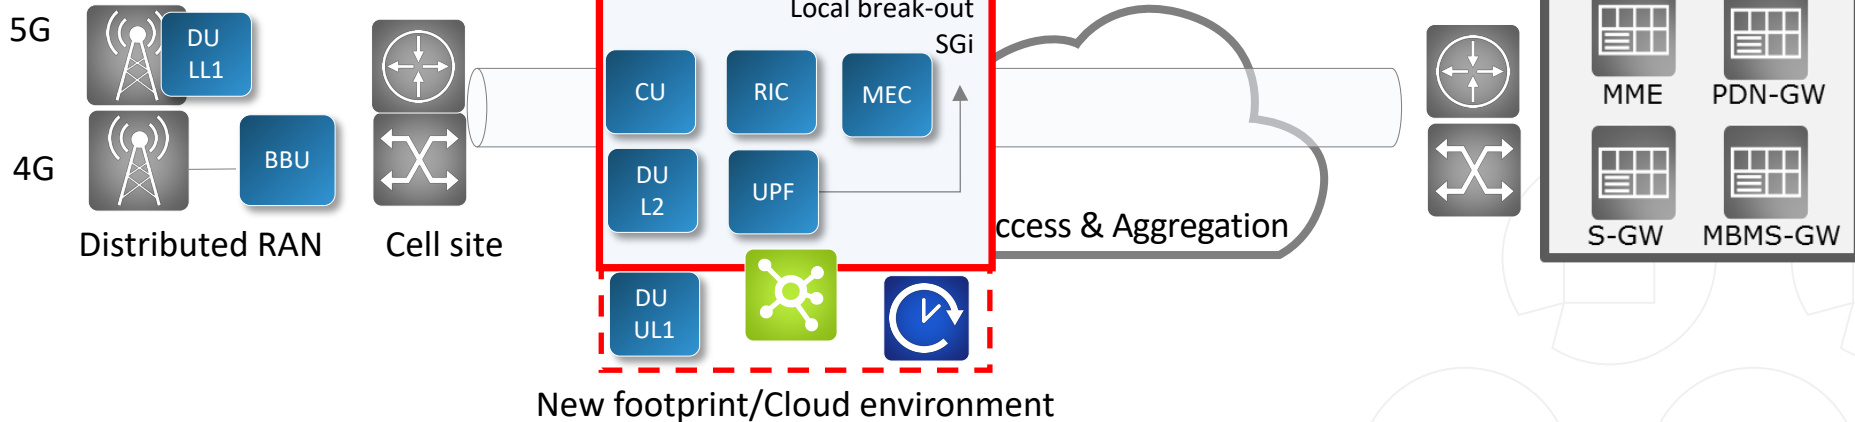 5G
DU
LL1
Local break-out
SGi
CU
RIC
MEC
MME
PDN-GW
4G
BBU
DU
L2
UPF
Distributed RAN
Cell site
ccess & Aggregation
S-GW
MBMS-GW
DU
UL1
New footprint/Cloud environment